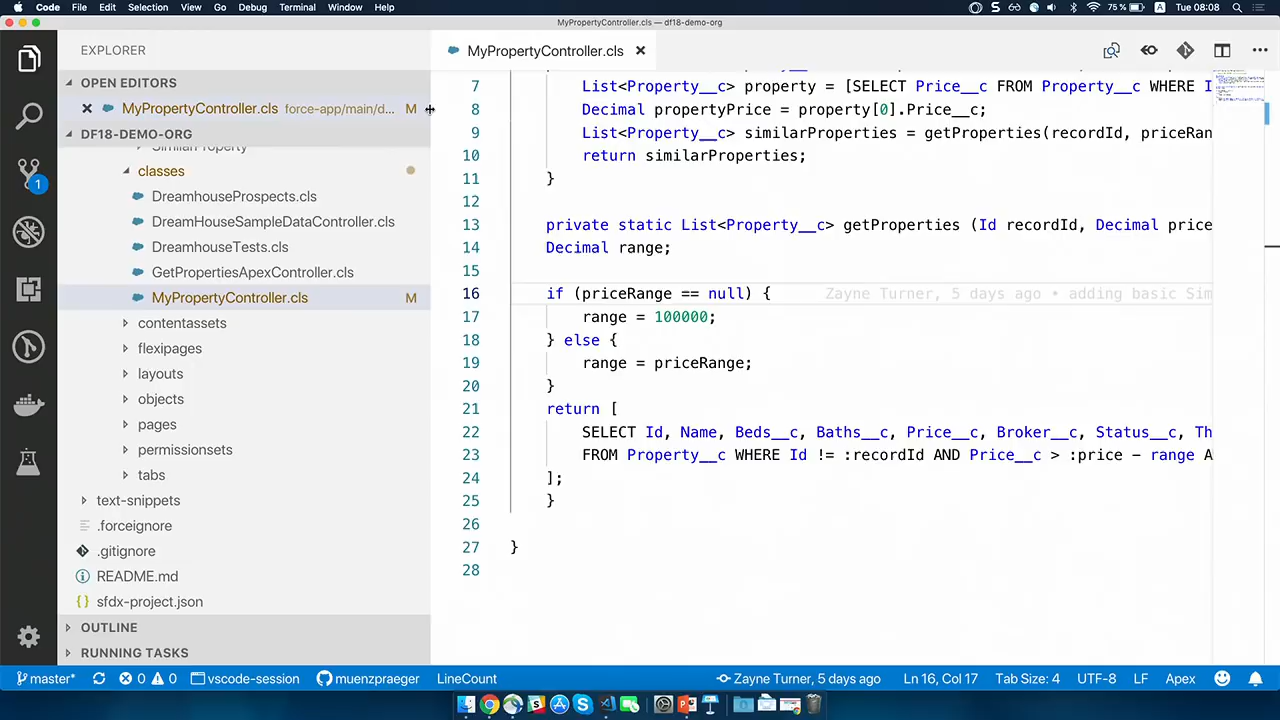 Code File Edit Selection View Go Debug Terminal Window Help 75% A Tue 08:08
MyPropertyController.cls — df18-demo-org
EXPLORER
MyPropertyController.cls
OPEN EDITORS
MyPropertyController.cls force-app/main/d... M
DF18-DEMO-ORG
SimilarProperty
classes
DreamhouseProspects.cls
DreamHouseSampleDataController.cls
DreamhouseTests.cls
GetPropertiesApexController.cls
MyPropertyController.cls M
contentassets
flexipages
layouts
objects
pages
permissionsets
tabs
text-snippets
.forceignore
.gitignore
README.md
sfdx-project.json
OUTLINE
RUNNING TASKS
1
7 List<Property__c> property = [SELECT Price__c FROM Property__c WHERE I
8 Decimal propertyPrice = property[0].Price__c;
9 List<Property__c> similarProperties = getProperties(recordId, priceRan
10 return similarProperties;
11 }
12
13 private static List<Property__c> getProperties (Id recordId, Decimal price
14 Decimal range;
15
16 if (priceRange == null) { Zayne Turner, 5 days ago • adding basic Sim
17 range = 100000;
18 } else {
19 range = priceRange;
20 }
21 return [
22 SELECT Id, Name, Beds__c, Baths__c, Price__c, Broker__c, Status__c, Th
23 FROM Property__c WHERE Id != :recordId AND Price__c > :price - range A
24 ];
25 }
26
27 }
28
master* 0 0 vscode-session muenzpraeger LineCount Zayne Turner, 5 days ago Ln 16, Col 17 Tab Size: 4 UTF-8 LF Apex